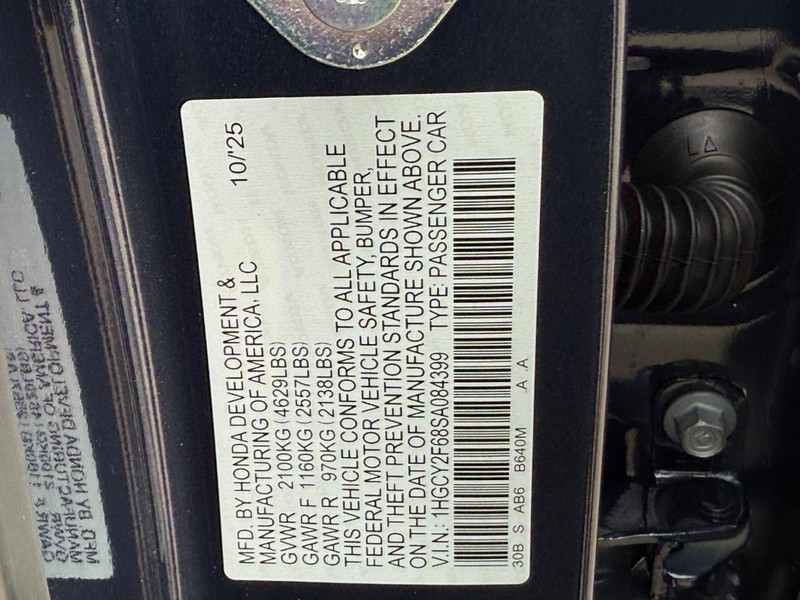 MFD. BY HONDA DEVELOPMENT & 10/'25
MANUFACTURING OF AMERICA, LLC
GVWR 2100KG (4629LBS)
GAWR F 1160KG (2557LBS)
GAWR R 970KG (2138LBS)
THIS VEHICLE CONFORMS TO ALL APPLICABLE
FEDERAL MOTOR VEHICLE SAFETY, BUMPER,
AND THEFT PREVENTION STANDARDS IN EFFECT
ON THE DATE OF MANUFACTURE SHOWN ABOVE.
V.I.N.: 1HGCY2F68SA084399 TYPE: PASSENGER CAR
30B S AB6 B640M .A .A